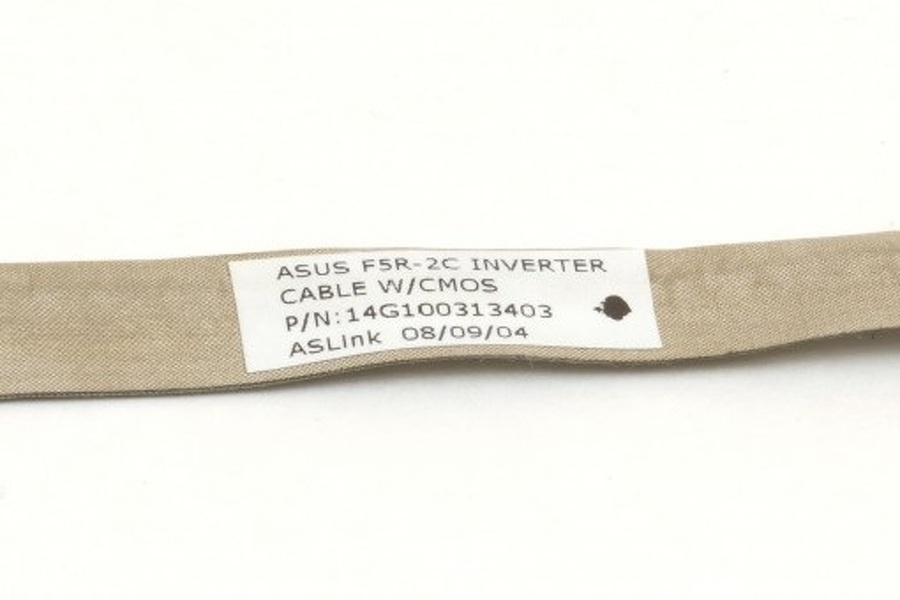 ASUS F5R-2C INVERTER
CABLE W/CMOS
P/N:14G100313403
ASLink 08/09/04